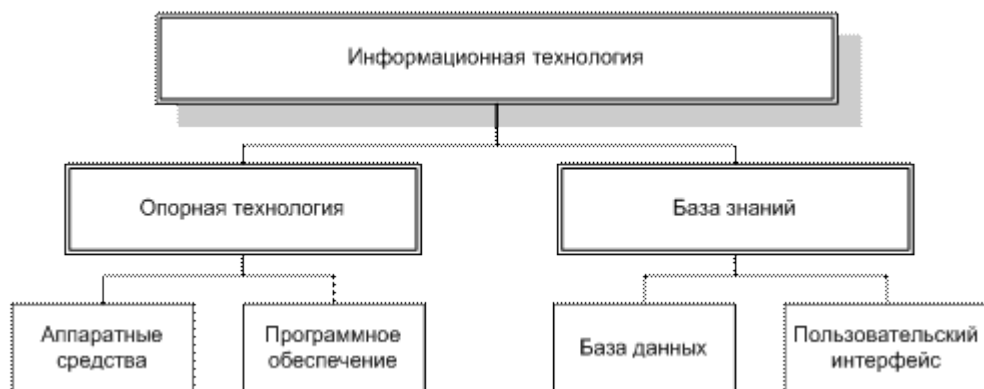 Информационная технология
Опорная технология
База знаний
Аппаратные
средства
Программное
обеспечение
База данных
Пользовательский
интерфейс